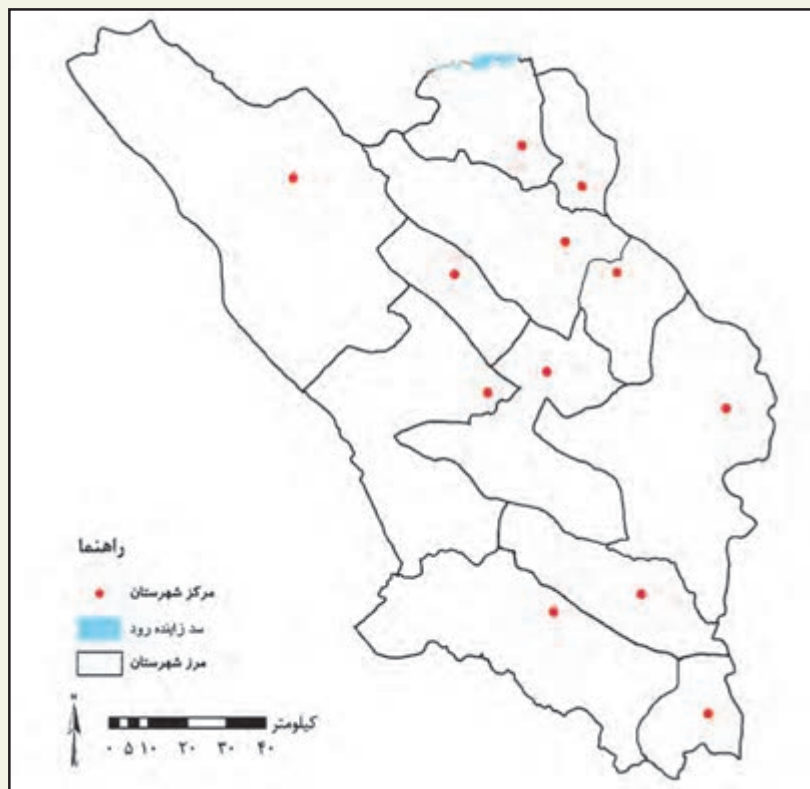 راهنما
مرکز شهرستان
سد زاینده رود
مرز شهرستان
کیلومتر
۰ ۵ ۱۰ ۲۰ ۳۰ ۴۰